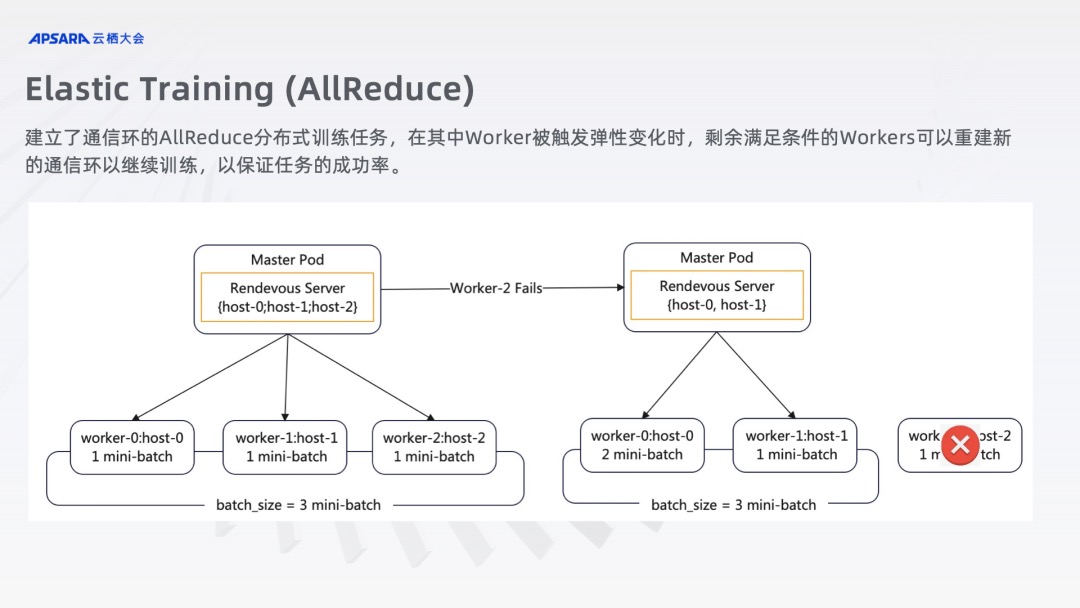 APSARA 云栖大会
Elastic Training (AllReduce)
建立了通信环的AllReduce分布式训练任务，在其中Worker被触发弹性变化时，剩余满足条件的Workers可以重建新
的通信环以继续训练，以保证任务的成功率。
Master Pod
Rendevous Server
{host-0;host-1;host-2}
Worker-2 Fails
Master Pod
Rendevous Server
{host-0, host-1}
worker-0:host-0
1 mini-batch
worker-1:host-1
1 mini-batch
worker-2:host-2
1 mini-batch
batch_size = 3 mini-batch
worker-0:host-0
2 mini-batch
worker-1:host-1
1 mini-batch
batch_size = 3 mini-batch